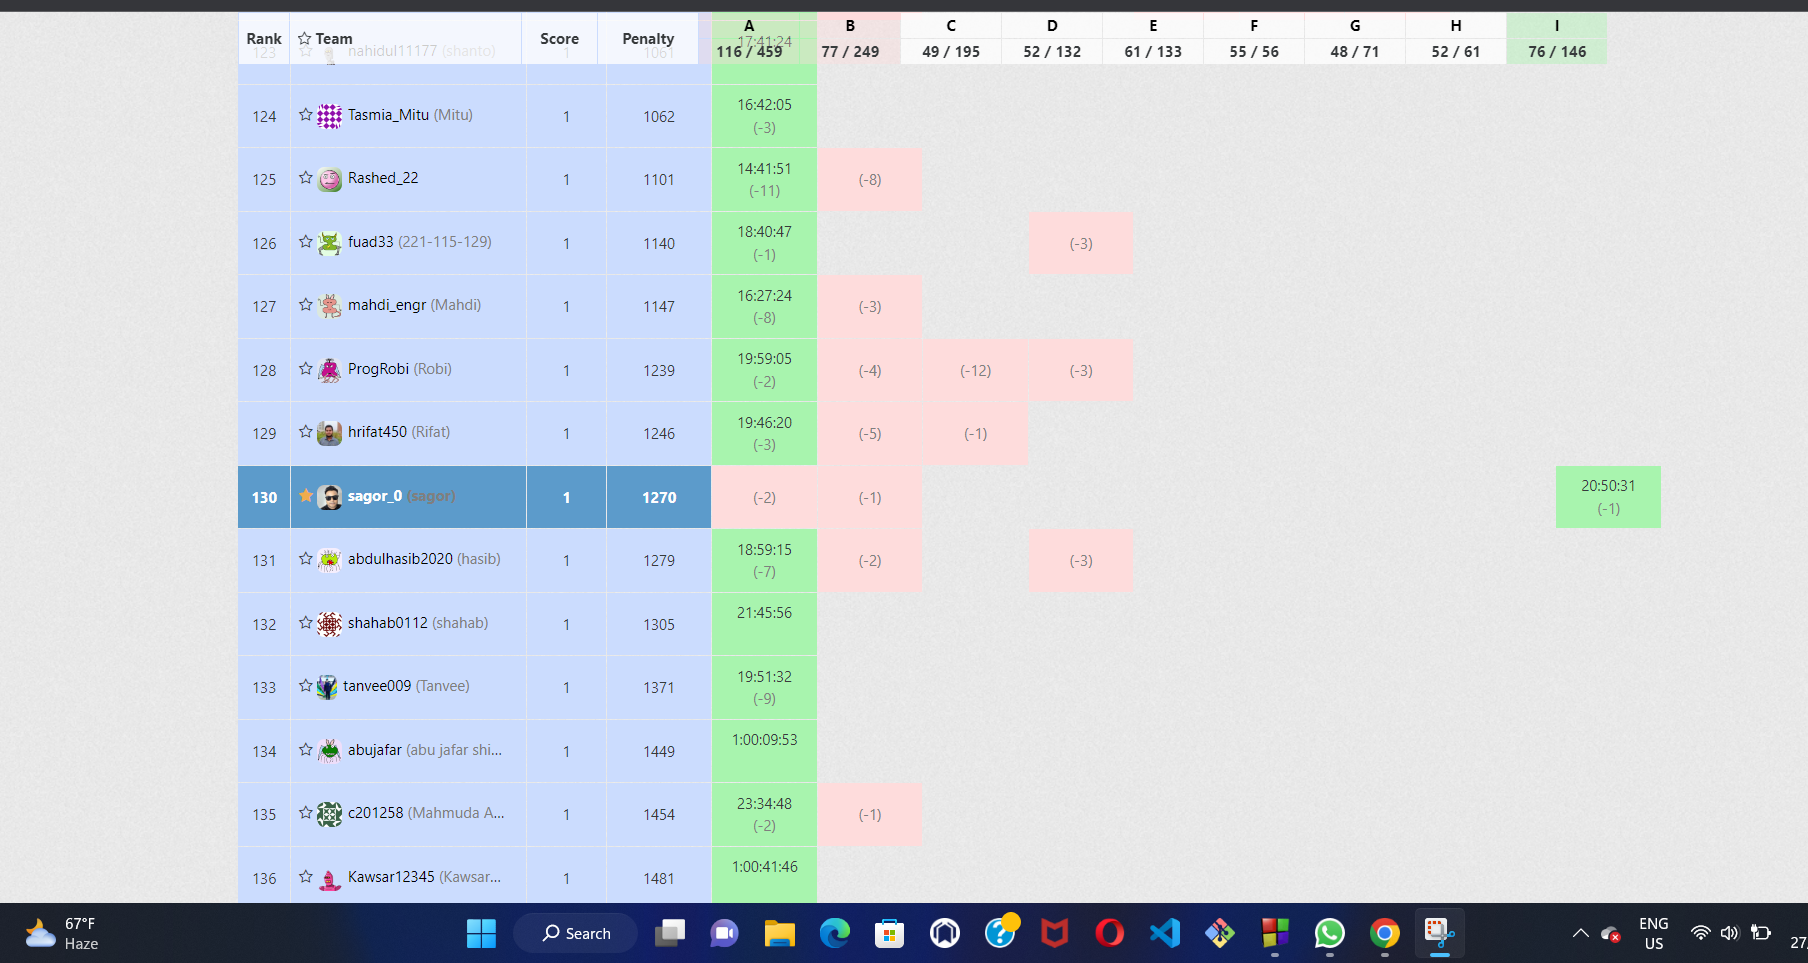 Rank Team Score Penalty A B C D E F G H I
116 / 459 77 / 249 49 / 195 52 / 132 61 / 133 55 / 56 48 / 71 52 / 61 76 / 146
123 nahidul11177 (shanto) 1 1061 17:41:24
124 Tasmia_Mitu (Mitu) 1 1062 16:42:05
(-3)
125 Rashed_22 1 1101 14:41:51
(-11) (-8)
126 fuad33 (221-115-129) 1 1140 18:40:47
(-1) (-3)
127 mahdi_engr (Mahdi) 1 1147 16:27:24
(-8) (-3)
128 ProgRobi (Robi) 1 1239 19:59:05
(-2) (-4) (-12) (-3)
129 hrifat450 (Rifat) 1 1246 19:46:20
(-3) (-5) (-1)
130 sagor_0 (sagor) 1 1270 (-2) (-1) 20:50:31
(-1)
131 abdulhasib2020 (hasib) 1 1279 18:59:15
(-7) (-2) (-3)
132 shahab0112 (shahab) 1 1305 21:45:56
133 tanvee009 (Tanvee) 1 1371 19:51:32
(-9)
134 abujafar (abu jafar shi... 1 1449 1:00:09:53
135 c201258 (Mahmuda A... 1 1454 23:34:48
(-2) (-1)
136 Kawsar12345 (Kawsar... 1 1481 1:00:41:46
67°F
Haze
Search
ENG
US
27/